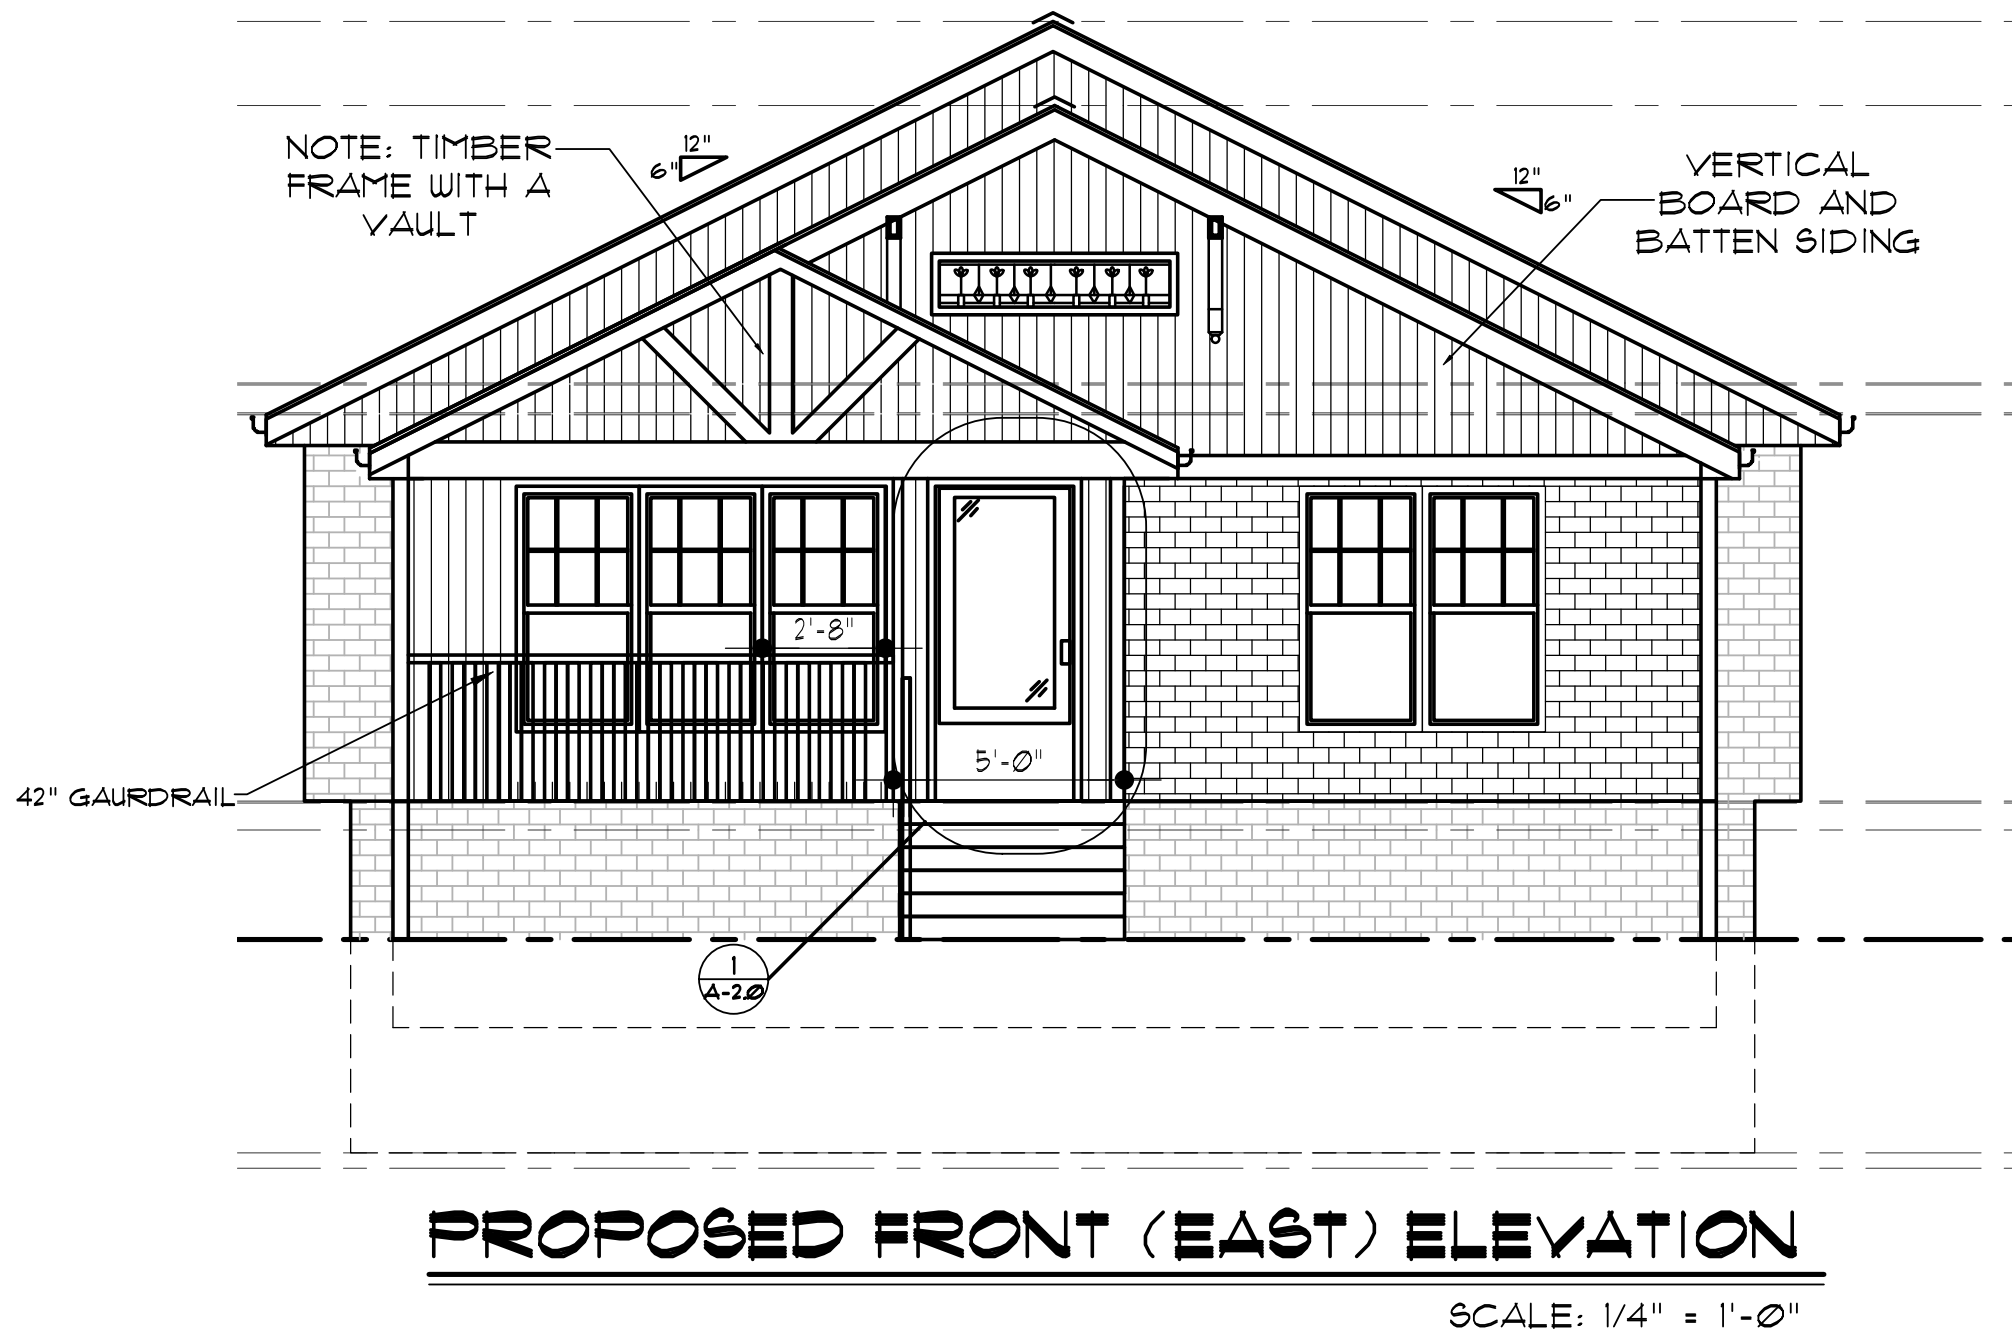 NOTE: TIMBER
FRAME WITH A
VAULT
12"
6"
12"
6"
VERTICAL
BOARD AND
BATTEN SIDING
2'-8"
5'-0"
42" GAURDRAIL
1
A-2.0
PROPOSED FRONT (EAST) ELEVATION
SCALE: 1/4" = 1'-0"